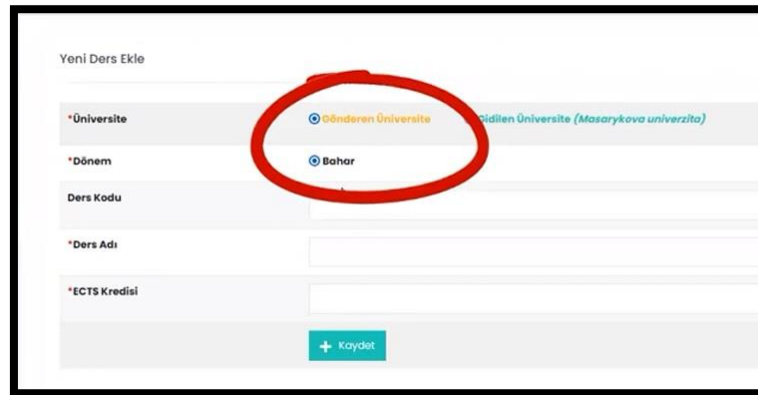 Yeni Ders Ekle
*Üniversite Gönderen Üniversite Gidilen Üniversite (Masarykova univerzita)
*Dönem Bahar
Ders Kodu
*Ders Adı
*ECTS Kredisi
+ Kaydet